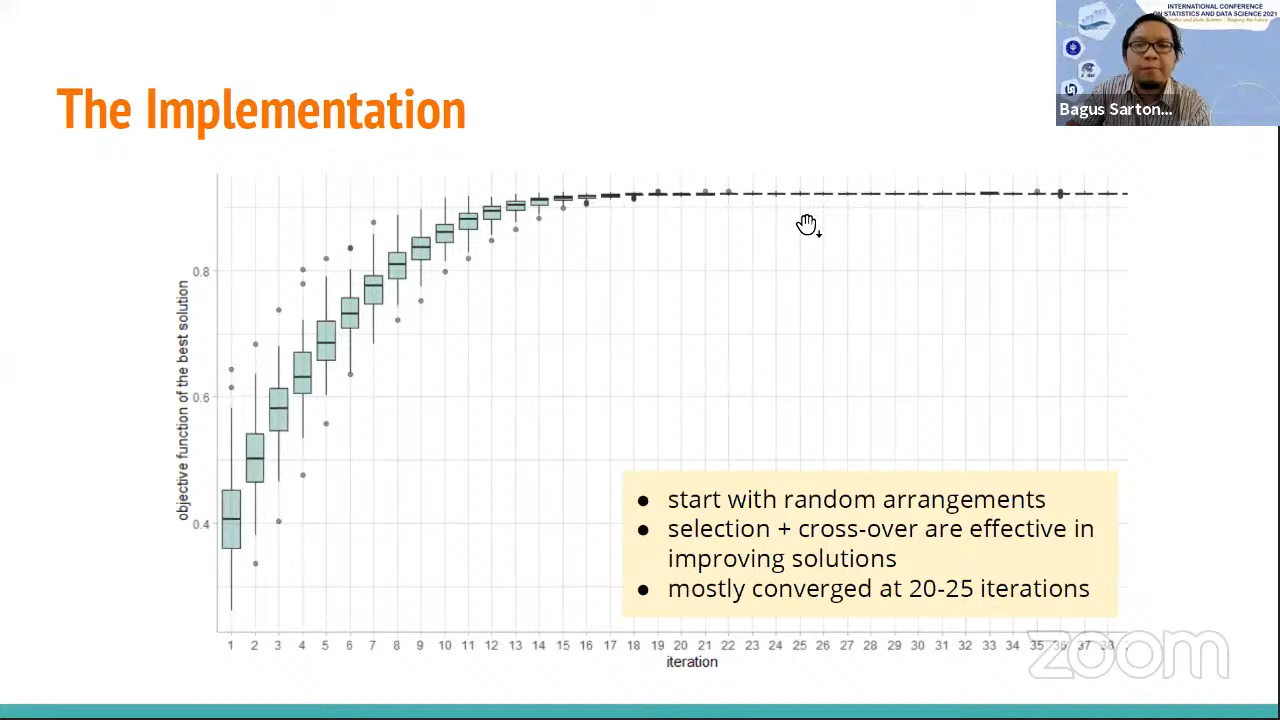 INTERNATIONAL CONFERENCE
ON STATISTICS AND DATA SCIENCE 2021
Bagus Sarton...
The Implementation
objective function of the best solution
0.8
0.6
0.4
● start with random arrangements
● selection + cross-over are effective in
improving solutions
● mostly converged at 20-25 iterations
1 2 3 4 5 6 7 8 9 10 11 12 13 14 15 16 17 18 19 20 21 22 23 24 25 26 27 28 29 30 31 32 33 34 35 36 37 38
iteration
zoom